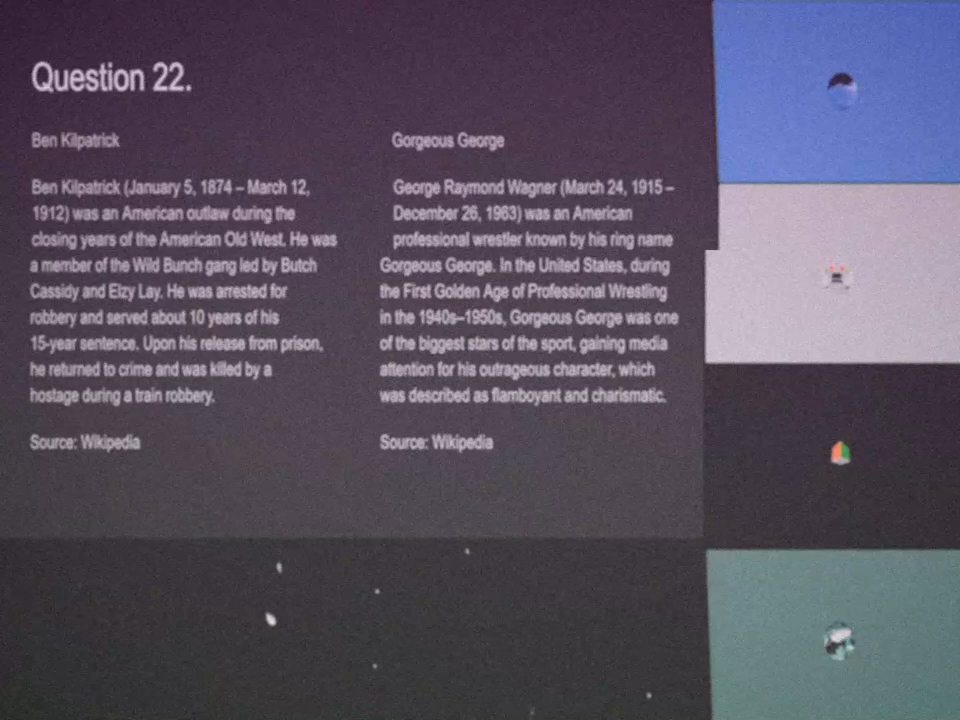 Question 22.
Ben Kilpatrick
Ben Kilpatrick (January 5, 1874 – March 12,
1912) was an American outlaw during the
closing years of the American Old West. He was
a member of the Wild Bunch gang led by Butch
Cassidy and Elzy Lay. He was arrested for
robbery and served about 10 years of his
15-year sentence. Upon his release from prison,
he returned to crime and was killed by a
hostage during a train robbery.
Source: Wikipedia
Gorgeous George
George Raymond Wagner (March 24, 1915 –
December 26, 1963) was an American
professional wrestler known by his ring name
Gorgeous George. In the United States, during
the First Golden Age of Professional Wrestling
in the 1940s–1950s, Gorgeous George was one
of the biggest stars of the sport, gaining media
attention for his outrageous character, which
was described as flamboyant and charismatic.
Source: Wikipedia